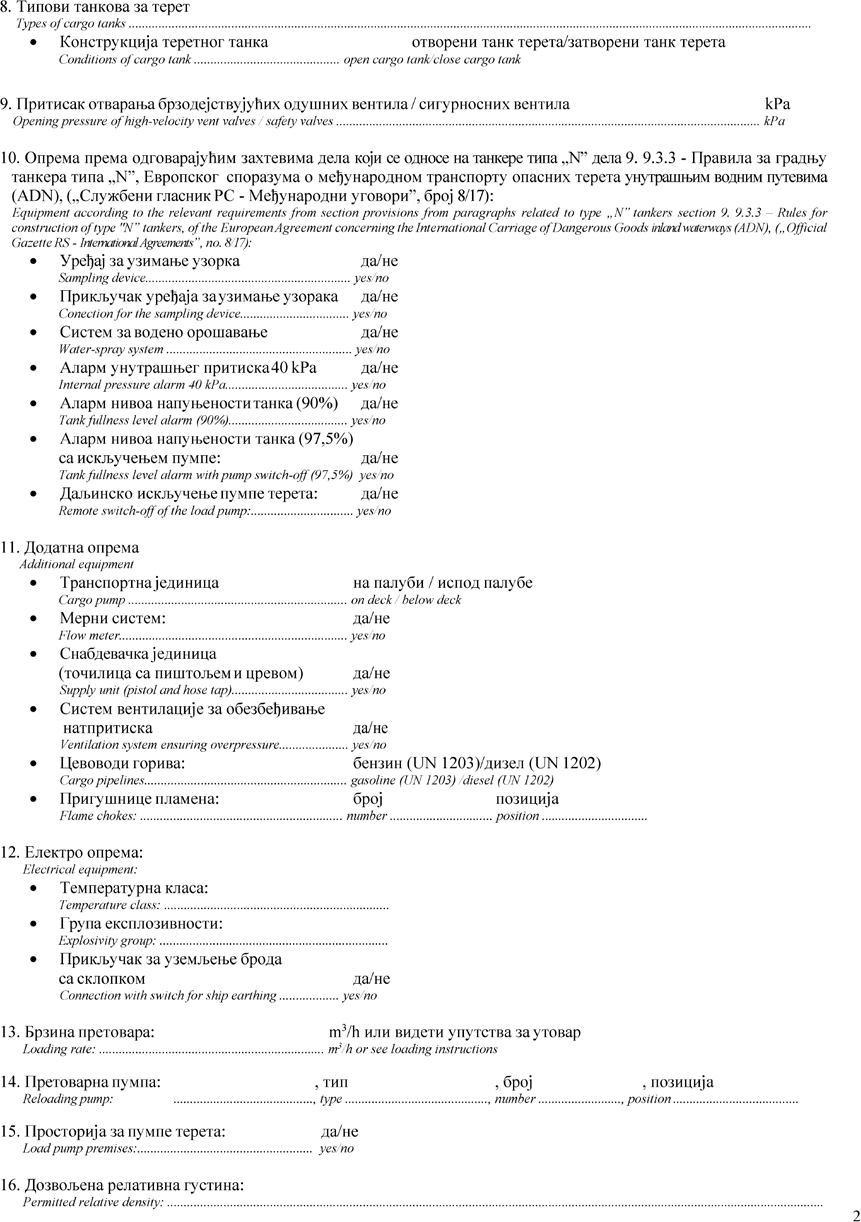 8. Типови танкова за терет
Types of cargo tanks ................................................................................
• Конструкција теретног танка отворени танк терета/затворени танк терета
Conditions of cargo tank ............................................ open cargo tank/close cargo tank
9. Притисак отварања брзодејствујућих одушних вентила / сигурносних вентила kPa
Opening pressure of high-velocity vent valves / safety valves ................................................................................ kPa
10. Опрема према одговарајућим захтевима дела који се односе на танкере типа „N” дела 9. 9.3.3 - Правила за градњу
танкера типа „N”, Европског споразума о међународном транспорту опасних терета унутрашњим водним путевима
(ADN), („Службени гласник РС - Међународни уговори”, број 8/17):
Equipment according to the relevant requirements from section provisions from paragraphs related to type „N” tankers section 9. 9.3.3 – Rules for
construction of type "N" tankers, of the European Agreement concerning the International Carriage of Dangerous Goods inland waterways (ADN), („Official
Gazette RS - International Agreements”, no. 8/17):
• Уређај за узимање узорка да/не
Sampling device.............................................................. yes/no
• Прикључак уређаја за узимање узорака да/не
Conection for the sampling device................................. yes/no
• Систем за водено орошавање да/не
Water-spray system ........................................................ yes/no
• Аларм унутрашњег притиска 40 kPa да/не
Internal pressure alarm 40 kPa..................................... yes/no
• Аларм нивоа напуњености танка (90%) да/не
Tank fullness level alarm (90%).................................... yes/no
• Аларм нивоа напуњености танка (97,5%)
са искључењем пумпе: да/не
Tank fullness level alarm with pump switch-off (97,5%) yes/no
• Даљинско искључење пумпе терета: да/не
Remote switch-off of the load pump:............................... yes/no
11. Додатна опрема
Additional equipment
• Транспортна јединица на палуби / испод палубе
Cargo pump .................................................................. on deck / below deck
• Мерни систем: да/не
Flow meter..................................................................... yes/no
• Снабдевачка јединица
(точилица са пиштољем и цревом) да/не
Supply unit (pistol and hose tap)................................... yes/no
• Систем вентилације за обезбеђивање
натпритиска да/не
Ventilation system ensuring overpressure..................... yes/no
• Цевоводи горива: бензин (UN 1203)/дизел (UN 1202)
Cargo pipelines............................................................. gasoline (UN 1203) /diesel (UN 1202)
• Пригушнице пламена: број позиција
Flame chokes: ............................................................. number ............................... position ................................
12. Електро опрема:
Electrical equipment:
• Температурна класа:
Temperature class: ....................................................................
• Група експлозивности:
Explosivity group: .....................................................................
• Прикључак за уземљење брода
са склопком да/не
Connection with switch for ship earthing .................. yes/no
13. Брзина претовара: m³/h или видети упутства за утовар
Loading rate: .................................................................... m³/h or see loading instructions
14. Претоварна пумпа: , тип , број , позиција
Reloading pump: .........................................., type ..........................................., number ........................., position ......................................
15. Просторија за пумпе терета: да/не
Load pump premises:..................................................... yes/no
16. Дозвољена релативна густина:
Permitted relative density: ................................................................................
2